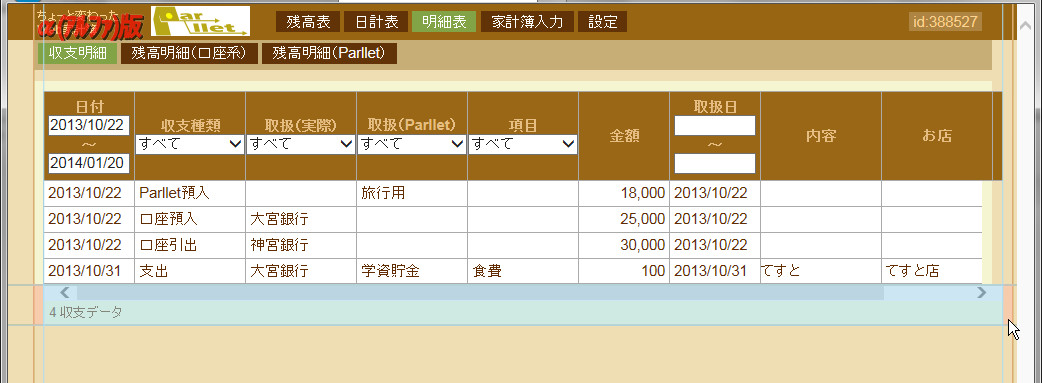 ちょっと変わった
α(アルファ)版
Parllet
残高表 日計表 明細表 家計簿入力 設定 id:388527
収支明細 残高明細(口座系) 残高明細(Parllet)
日付 収支種類 取扱(実際) 取扱(Parllet) 項目 金額 取扱日 内容 お店
2013/10/22 ～ 2014/01/20 すべて すべて すべて すべて ～
2013/10/22 Parllet預入 旅行用 18,000 2013/10/22
2013/10/22 口座預入 大宮銀行 25,000 2013/10/22
2013/10/22 口座引出 神宮銀行 30,000 2013/10/22
2013/10/31 支出 大宮銀行 学資貯金 食費 100 2013/10/31 てすと てすと店
4 収支データ